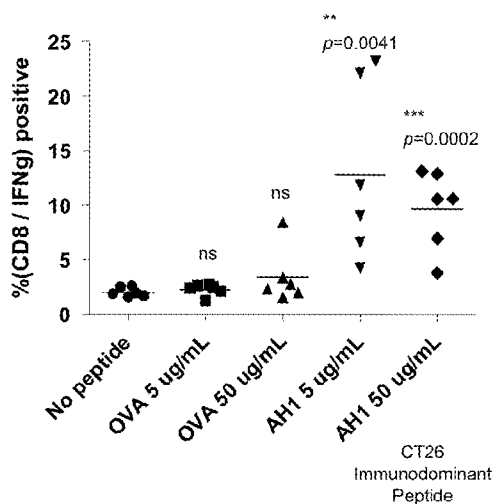 **
p=0.0041
***
p=0.0002
ns
ns
%(CD8 / IFNg) positive
25
20
15
10
5
0
No peptide
OVA 5 ug/mL
OVA 50 ug/mL
AH1 5 ug/mL
AH1 50 ug/mL
CT26
Immunodominant
Peptide